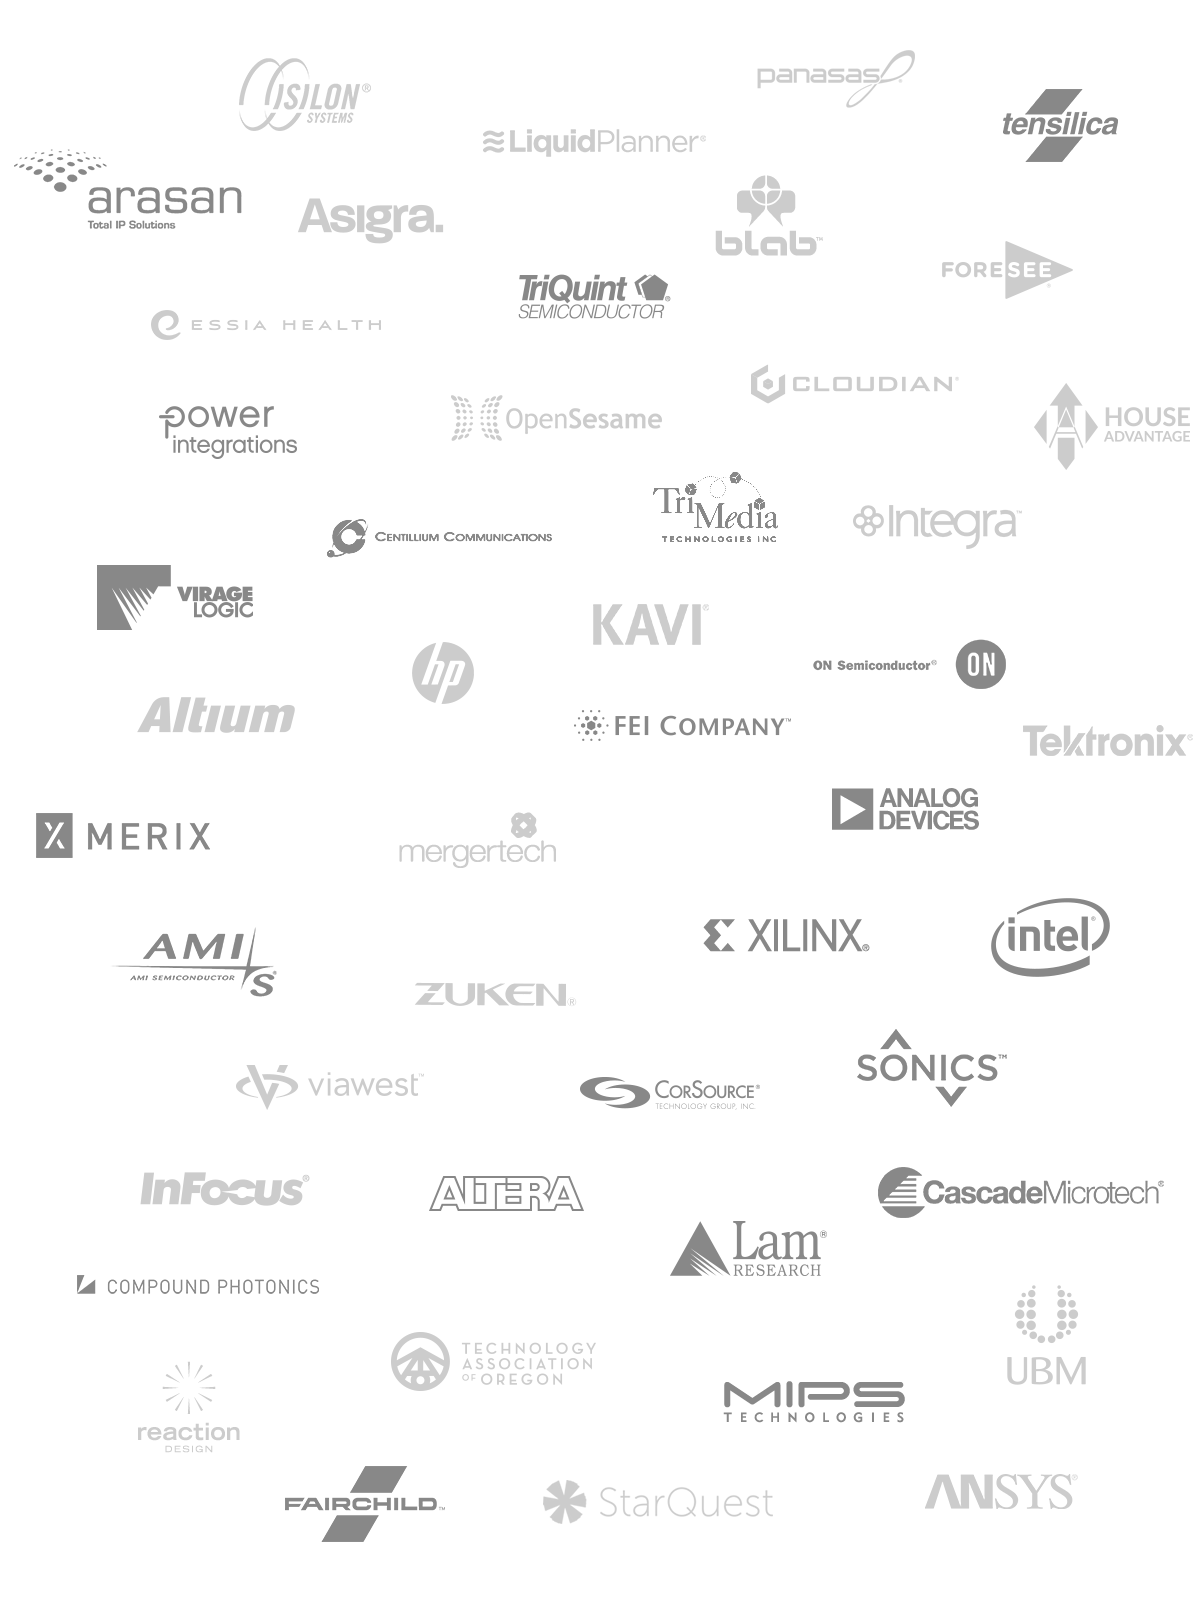 ISILON®
SYSTEMS
panasas®
tensilica
LiquidPlanner®
arasan
Total IP Solutions
Asigra.
blab™
FORESEE®
TriQuint
SEMICONDUCTOR®
ESSIA HEALTH
CLOUDIAN®
power
integrations
OpenSesame
HOUSE
ADVANTAGE
TriMedia
TECHNOLOGIES INC
Integra™
CENTILLIUM COMMUNICATIONS
VIRAGE
LOGIC
KAVI®
hp
ON Semiconductor®
ON
Altium
FEI COMPANY™
Tektronix®
ANALOG
DEVICES
MERIX
mergertech
AMI
AMI SEMICONDUCTOR
S®
XILINX®
intel®
ZUKEN®
SONICS™
viawest™
CORSOURCE®
TECHNOLOGY GROUP, INC.
InFocus®
ALTERA
CascadeMicrotech®
Lam®
RESEARCH
COMPOUND PHOTONICS
UBM
TECHNOLOGY
ASSOCIATION
OF OREGON
reaction
DESIGN
MIPS
TECHNOLOGIES
FAIRCHILD™
StarQuest
ANSYS®